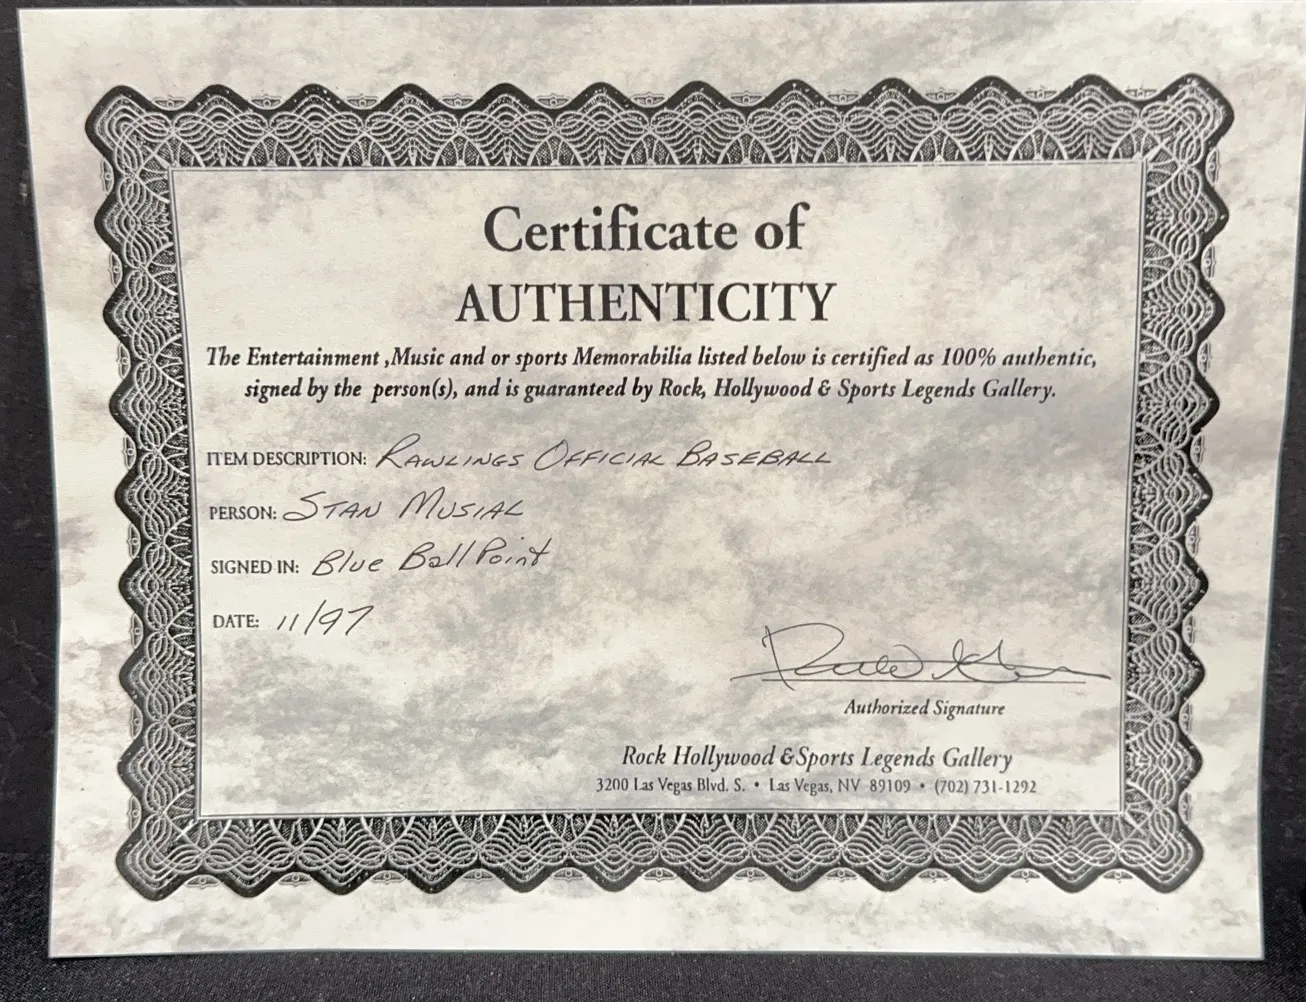 Certificate of
AUTHENTICITY
The Entertainment ,Music and or sports Memorabilia listed below is certified as 100% authentic,
signed by the person(s), and is guaranteed by Rock, Hollywood & Sports Legends Gallery.
ITEM DESCRIPTION: RAWLINGS OFFICIAL BASEBALL
PERSON: STAN MUSIAL
SIGNED IN: Blue Ball Point
DATE: 11/97
Authorized Signature
Rock Hollywood &Sports Legends Gallery
3200 Las Vegas Blvd. S. • Las Vegas, NV 89109 • (702) 731-1292